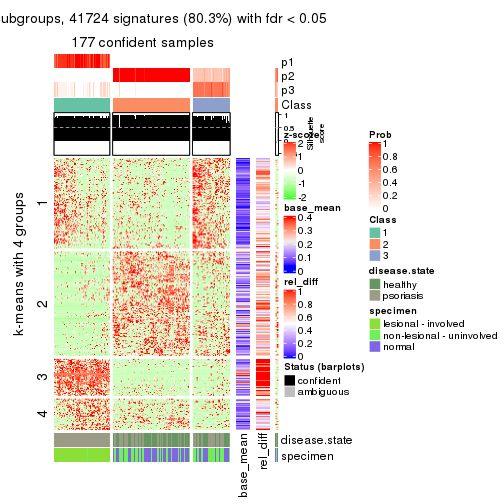 ubgroups, 41724 signatures (80.3%) with fdr < 0.05
177 confident samples
p1
p2
p3
Class
1
0.5
0
Silhouette
score
k-means with 4 groups
1
2
3
4
disease.state
specimen
base_mean
rel_diff
z-score
2
1
0
-1
-2
base_mean
0.4
0.3
0.2
0.1
0
rel_diff
1
0.8
0.6
0.4
0.2
0
Status (barplots)
confident
ambiguous
Prob
1
0.8
0.6
0.4
0.2
0
Class
1
2
3
disease.state
healthy
psoriasis
specimen
lesional - involved
non-lesional - uninvolved
normal